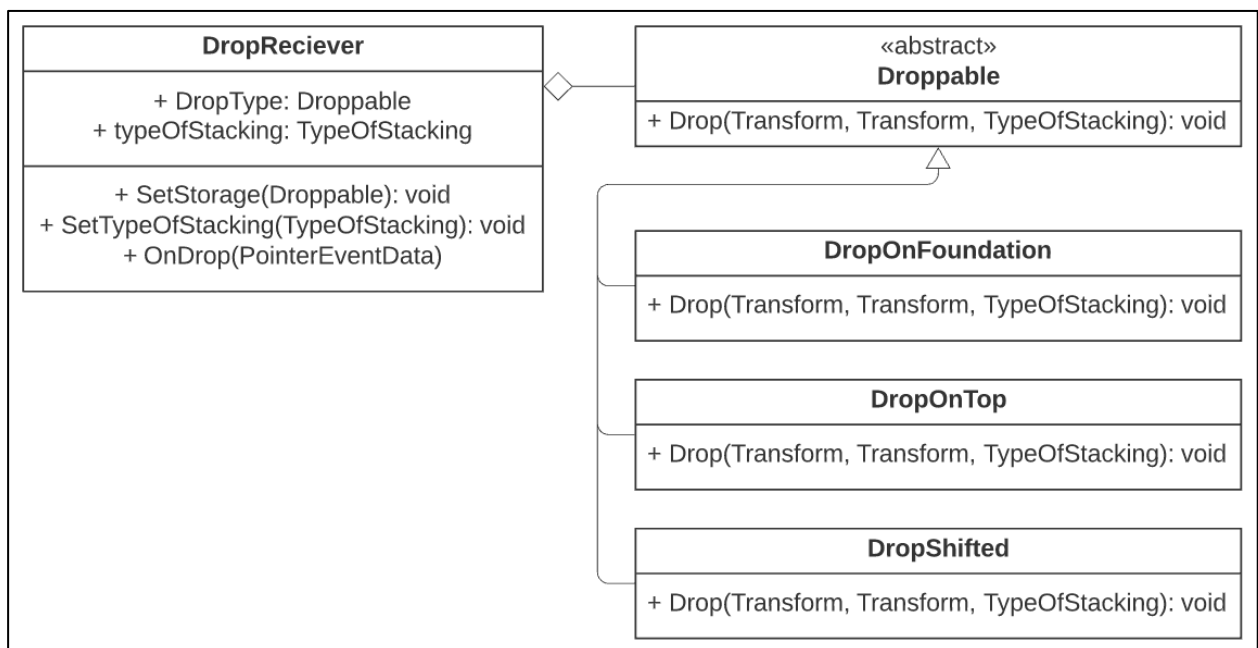 DropReciever
+ DropType: Droppable
+ typeOfStacking: TypeOfStacking
+ SetStorage(Droppable): void
+ SetTypeOfStacking(TypeOfStacking): void
+ OnDrop(PointerEventData)
«abstract»
Droppable
+ Drop(Transform, Transform, TypeOfStacking): void
DropOnFoundation
+ Drop(Transform, Transform, TypeOfStacking): void
DropOnTop
+ Drop(Transform, Transform, TypeOfStacking): void
DropShifted
+ Drop(Transform, Transform, TypeOfStacking): void